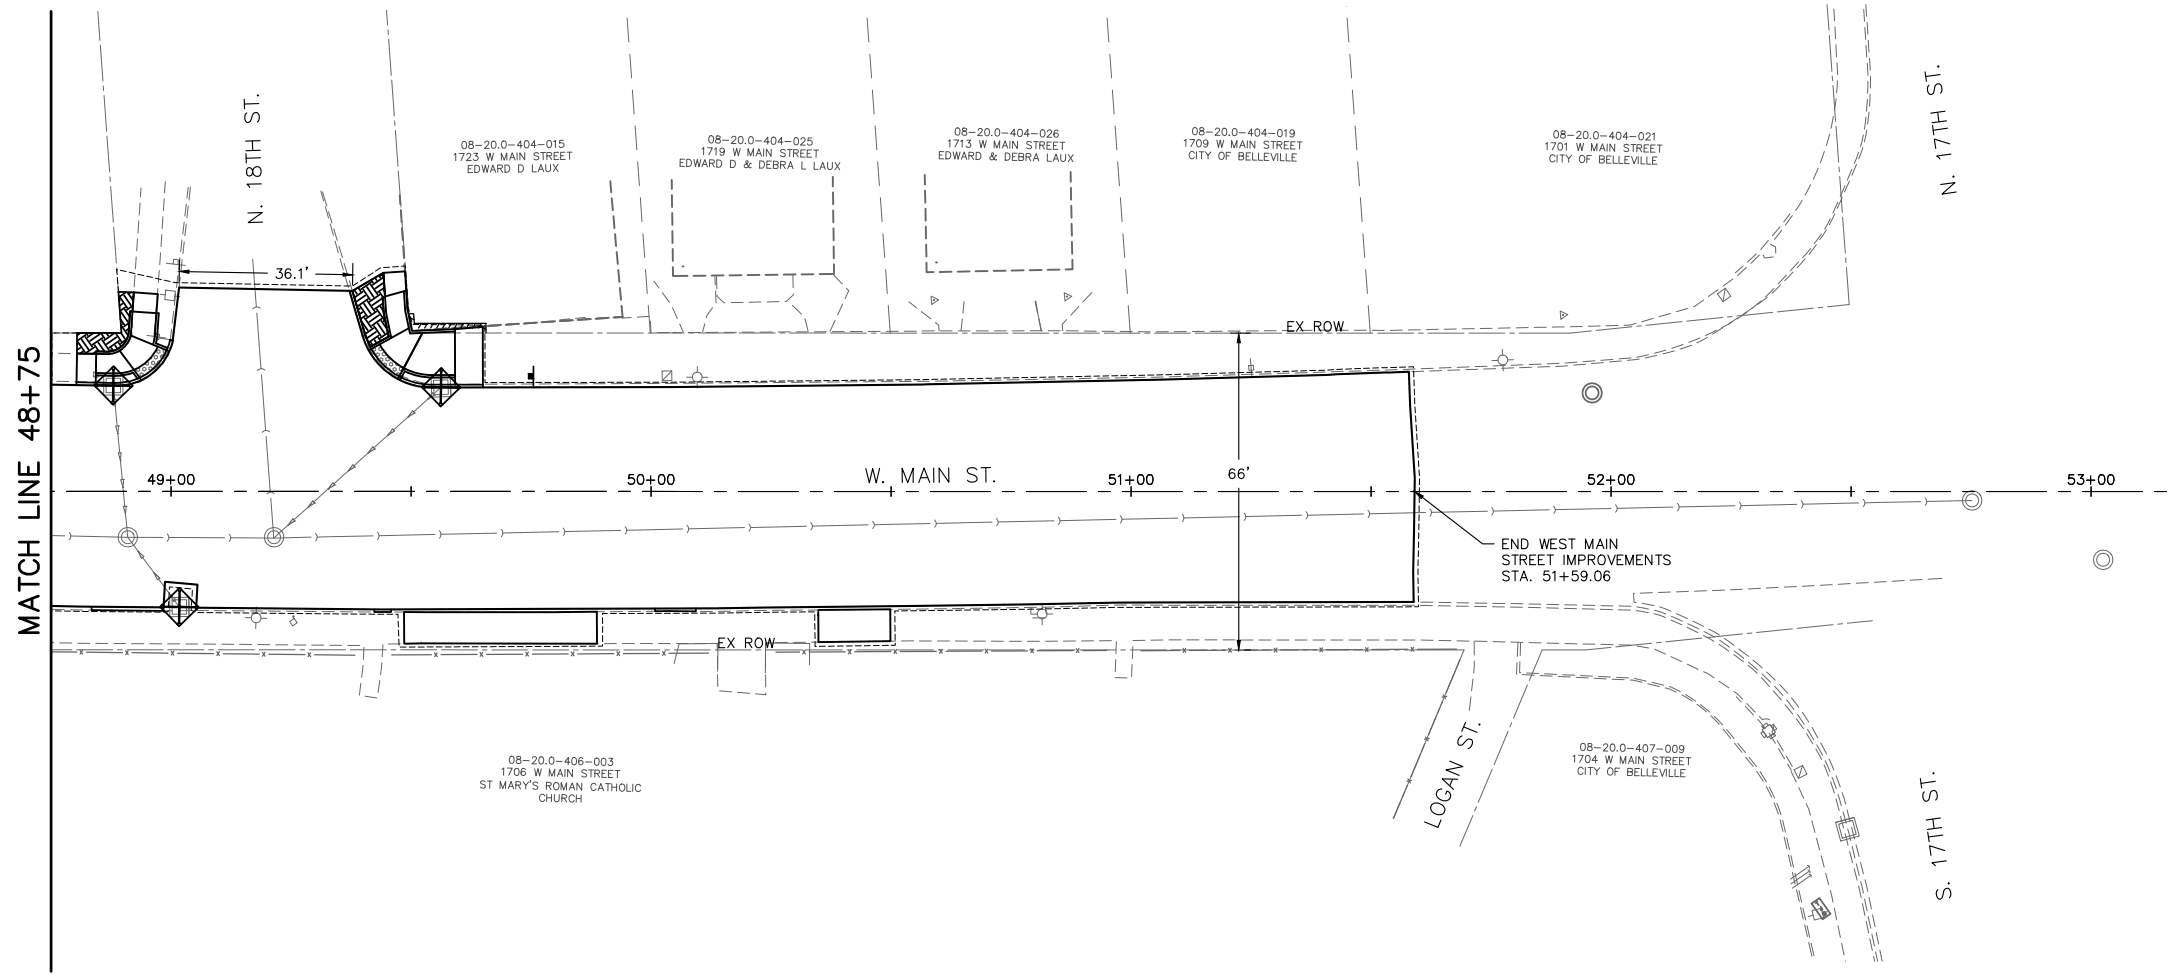 MATCH LINE 48+75
N. 18TH ST.
N. 17TH ST.
08-20.0-404-015
1723 W MAIN STREET
EDWARD D LAUX
08-20.0-404-025
1719 W MAIN STREET
EDWARD D & DEBRA L LAUX
08-20.0-404-026
1713 W MAIN STREET
EDWARD & DEBRA LAUX
08-20.0-404-019
1709 W MAIN STREET
CITY OF BELLEVILLE
08-20.0-404-021
1701 W MAIN STREET
CITY OF BELLEVILLE
36.1'
EX ROW
49+00
50+00
W. MAIN ST.
51+00
66'
52+00
53+00
END WEST MAIN
STREET IMPROVEMENTS
STA. 51+59.06
EX ROW
08-20.0-406-003
1706 W MAIN STREET
ST MARY'S ROMAN CATHOLIC
CHURCH
LOGAN ST.
08-20.0-407-009
1704 W MAIN STREET
CITY OF BELLEVILLE
S. 17TH ST.